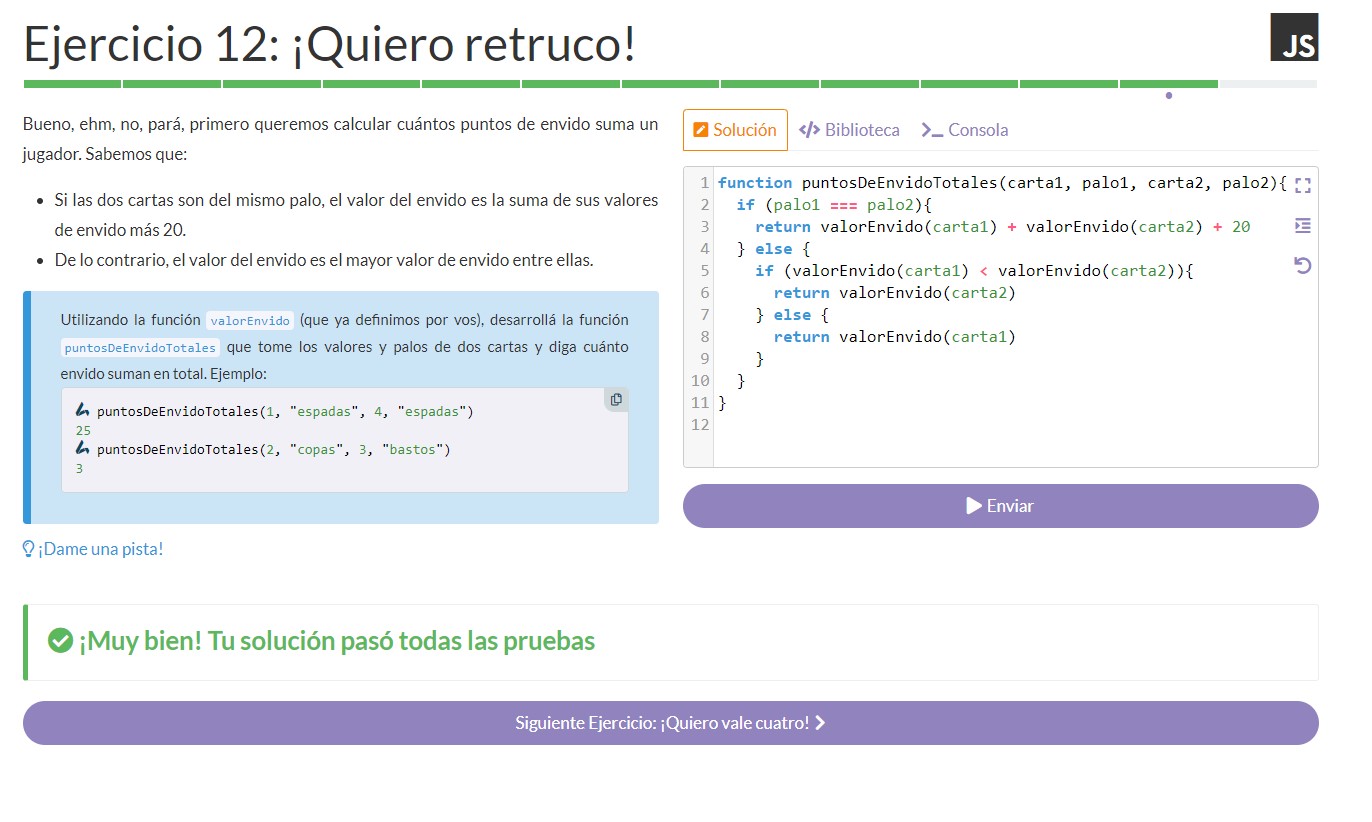 Ejercicio 12: ¡Quiero retruco!
JS
Bueno, ehm, no, pará, primero queremos calcular cuántos puntos de envido suma un
jugador. Sabemos que:
Si las dos cartas son del mismo palo, el valor del envido es la suma de sus valores
de envido más 20.
De lo contrario, el valor del envido es el mayor valor de envido entre ellas.
Utilizando la función valorEnvido (que ya definimos por vos), desarrollá la función
puntosDeEnvidoTotales que tome los valores y palos de dos cartas y diga cuánto
envido suman en total. Ejemplo:
puntosDeEnvidoTotales(1, "espadas", 4, "espadas")
25
puntosDeEnvidoTotales(2, "copas", 3, "bastos")
3
¡Dame una pista!
Solución </> Biblioteca >_ Consola
1 function puntosDeEnvidoTotales(carta1, palo1, carta2, palo2){
2 if (palo1 === palo2){
3 return valorEnvido(carta1) + valorEnvido(carta2) + 20
4 } else {
5 if (valorEnvido(carta1) < valorEnvido(carta2)){
6 return valorEnvido(carta2)
7 } else {
8 return valorEnvido(carta1)
9 }
10 }
11 }
12
Enviar
¡Muy bien! Tu solución pasó todas las pruebas
Siguiente Ejercicio: ¡Quiero vale cuatro!